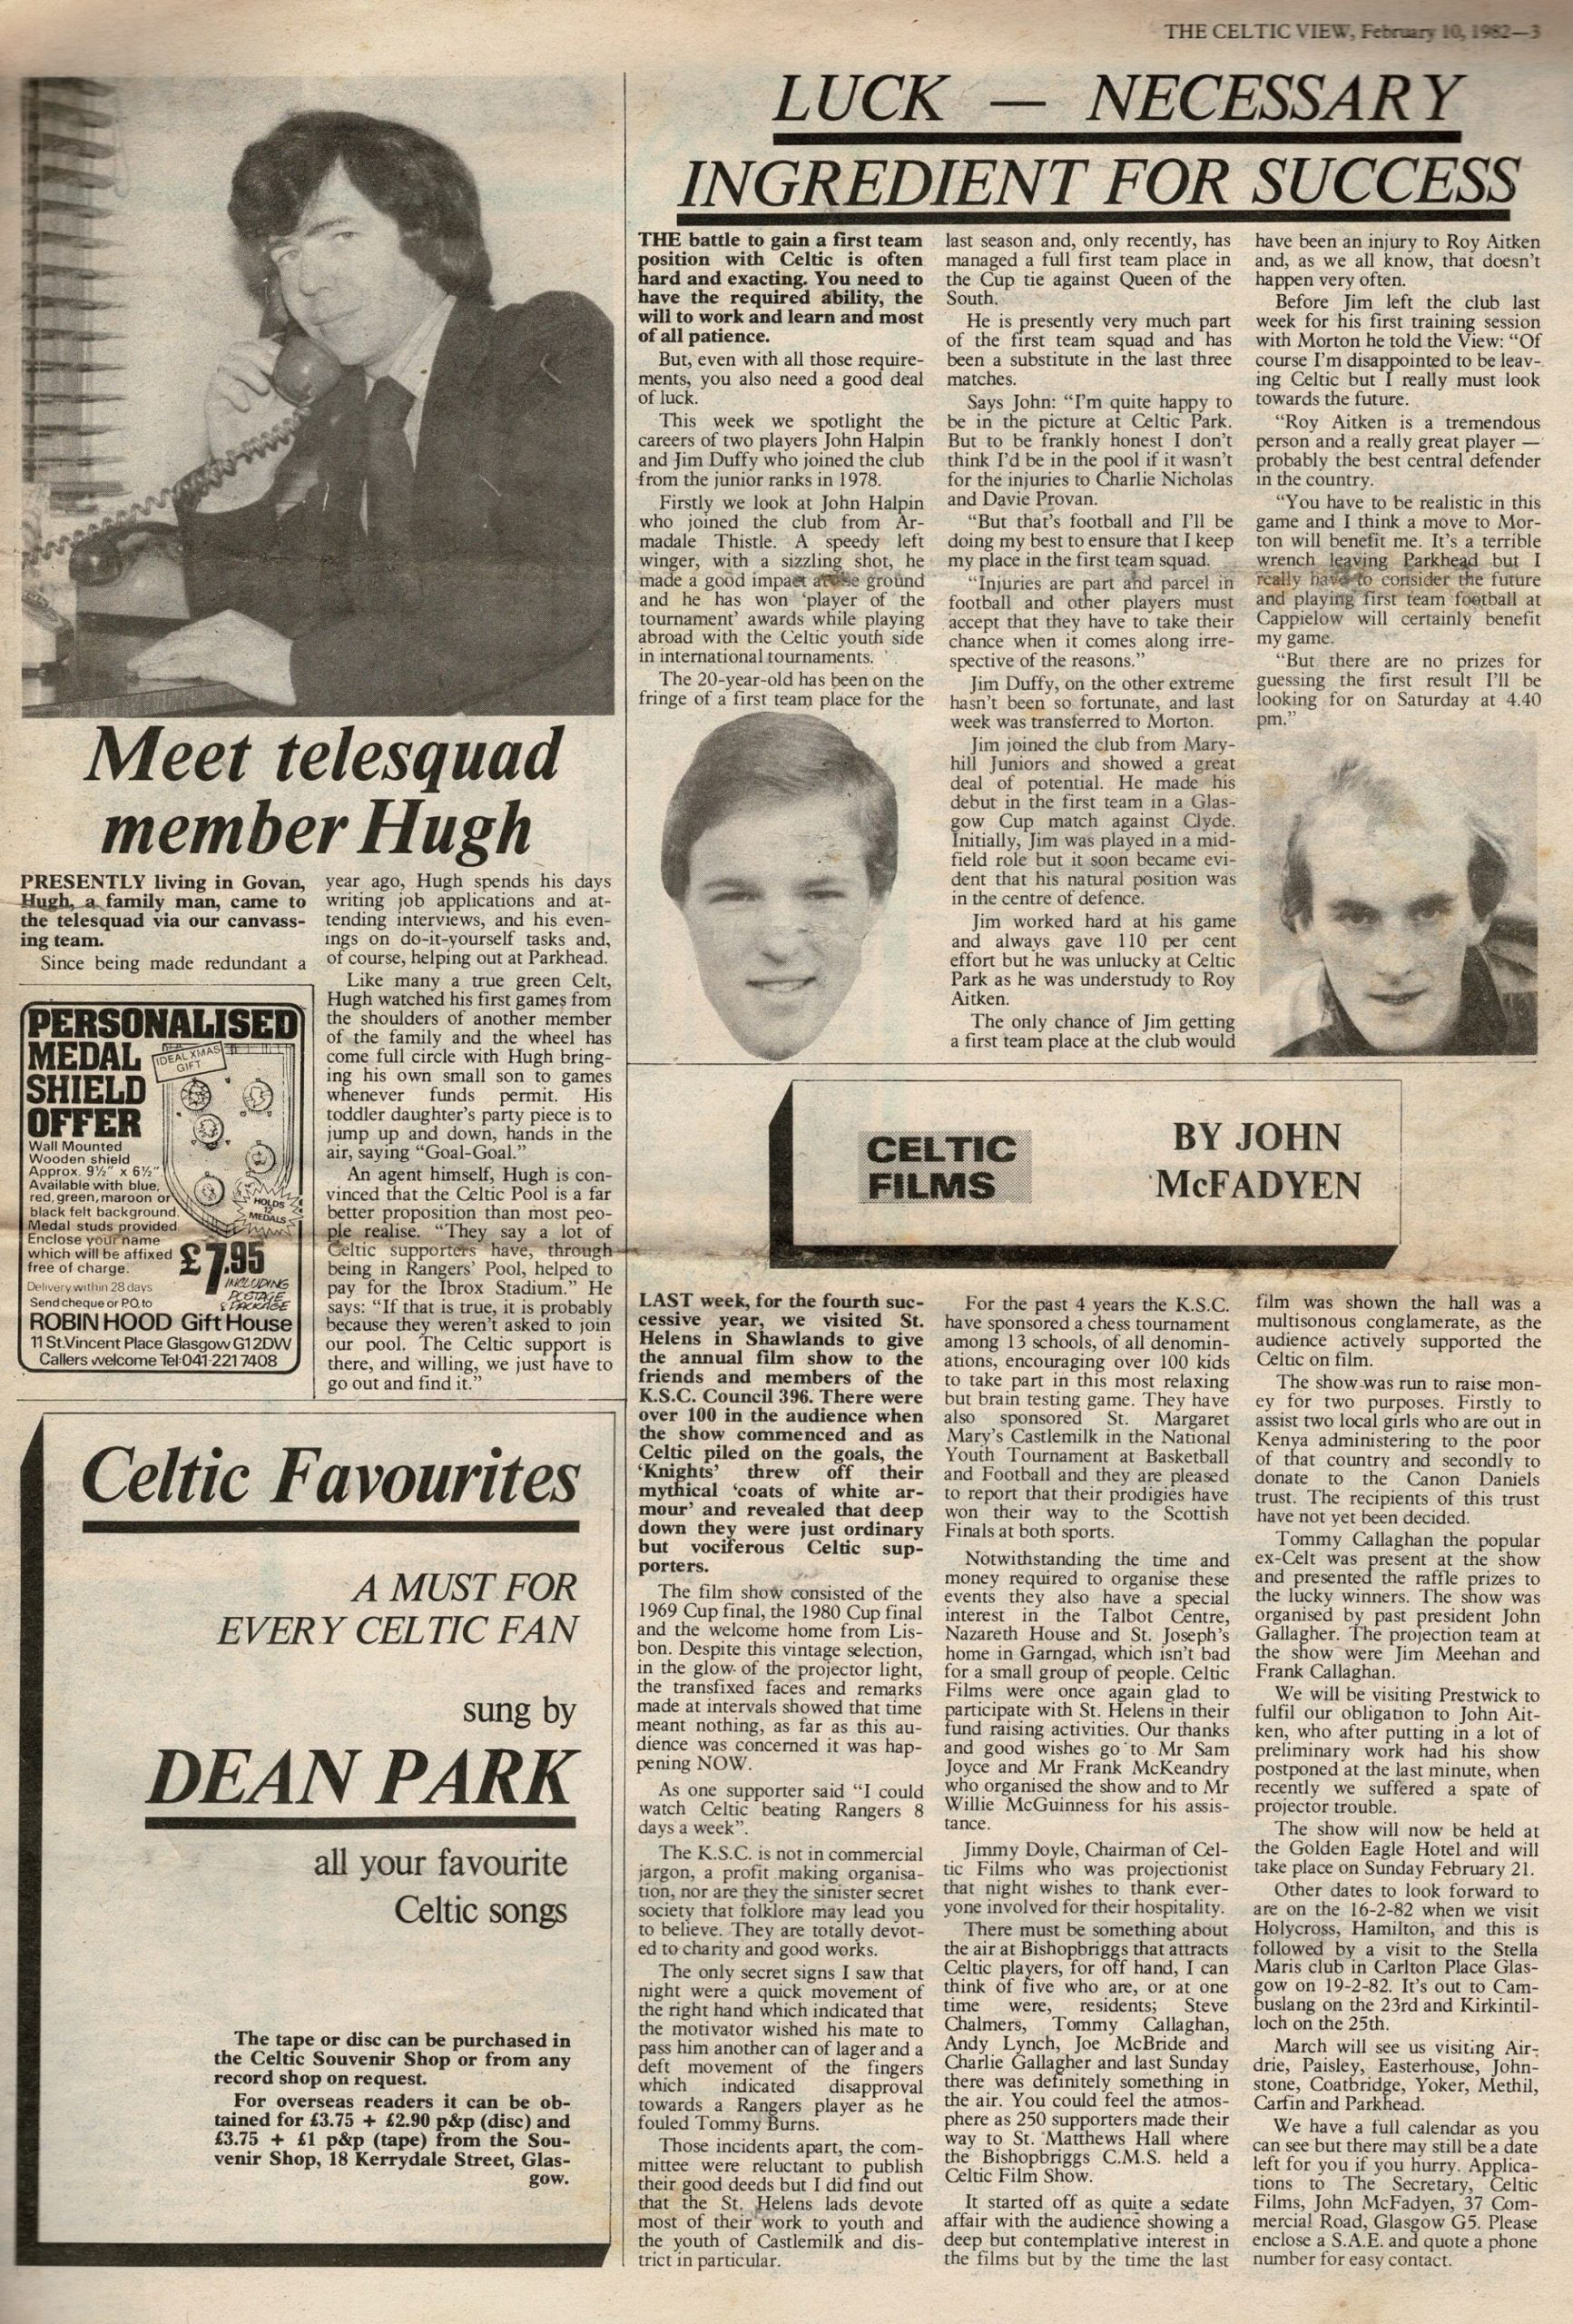 THE CELTIC VIEW, February 10, 1982—3
LUCK — NECESSARY
INGREDIENT FOR SUCCESS
THE battle to gain a first team
position with Celtic is often
hard and exacting. You need to
have the required ability, the
will to work and learn and most
of all patience.
But, even with all those require-
ments, you also need a good deal
of luck.
This week we spotlight the
careers of two players John Halpin
and Jim Duffy who joined the club
from the junior ranks in 1978.
Firstly we look at John Halpin
who joined the club from Ar-
madale Thistle. A speedy left
winger, with a sizzling shot, he
made a good impact ground
and he has won ‘player of the
tournament’ awards while playing
abroad with the Celtic youth side
in international tournaments.
The 20-year-old has been on the
fringe of a first team place for the
last season and, only recently, has
managed a full first team place in
the Cup tie against Queen of the
South.
He is presently very much part
of the first team squad and has
been a substitute in the last three
matches.
Says John: “I’m quite happy to
be in the picture at Celtic Park.
But to be frankly honest I don’t
think I’d be in the pool if it wasn’t
for the injuries to Charlie Nicholas
and Davie Provan.
“But that’s football and I’ll be
doing my best to ensure that I keep
my place in the first team squad.
“Injuries are part and parcel in
football and other players must
accept that they have to take their
chance when it comes along irre-
spective of the reasons.”
Jim Duffy, on the other extreme
hasn’t been so fortunate, and last
week was transferred to Morton.
Jim joined the club from Mary-
hill Juniors and showed a great
deal of potential. He made his
debut in the first team in a Glas-
gow Cup match against Clyde.
Initially, Jim was played in a mid-
field role but it soon became evi-
dent that his natural position was
in the centre of defence.
Jim worked hard at his game
and always gave 110 per cent
effort but he was unlucky at Celtic
Park as he was understudy to Roy
Aitken.
The only chance of Jim getting
a first team place at the club would
have been an injury to Roy Aitken
and, as we all know, that doesn’t
happen very often.
Before Jim left the club last
week for his first training session
with Morton he told the View: “Of
course I’m disappointed to be leav-
ing Celtic but I really must look
towards the future.
“Roy Aitken is a tremendous
person and a really great player —
probably the best central defender
in the country.
“You have to be realistic in this
game and I think a move to Mor-
ton will benefit me. It’s a terrible
wrench leaving Parkhead but I
really have to consider the future
and playing first team football at
Cappielow will certainly benefit
my game.
“But there are no prizes for
guessing the first result I’ll be
looking for on Saturday at 4.40
pm.”
Meet telesquad
member Hugh
PRESENTLY living in Govan,
Hugh, a family man, came to
the telesquad via our canvass-
ing team.
Since being made redundant a
year ago, Hugh spends his days
writing job applications and at-
tending interviews, and his even-
ings on do-it-yourself tasks and,
of course, helping out at Parkhead.
Like many a true green Celt,
Hugh watched his first games from
the shoulders of another member
of the family and the wheel has
come full circle with Hugh bring-
ing his own small son to games
whenever funds permit. His
toddler daughter’s party piece is to
jump up and down, hands in the
air, saying “Goal-Goal.”
An agent himself, Hugh is con-
vinced that the Celtic Pool is a far
better proposition than most peo-
ple realise. “They say a lot of
Celtic supporters have, through
being in Rangers’ Pool, helped to
pay for the Ibrox Stadium.” He
says: “If that is true, it is probably
because they weren’t asked to join
our pool. The Celtic support is
there, and willing, we just have to
go out and find it.”
PERSONALISED
MEDAL
SHIELD
OFFER
IDEAL XMAS
GIFT
Wall Mounted
Wooden shield
Approx. 9½” x 6½”
Available with blue,
red, green, maroon or
black felt background.
Medal studs provided.
Enclose your name
which will be affixed
free of charge.
HOLDS
12
MEDALS
£7.95
INCLUDING
POSTAGE
& PACKAGE
Delivery within 28 days
Send cheque or P.O. to
ROBIN HOOD Gift House
11 St. Vincent Place Glasgow G1 2DW
Callers welcome Tel: 041-221 7408
Celtic Favourites
A MUST FOR
EVERY CELTIC FAN
sung by
DEAN PARK
all your favourite
Celtic songs
The tape or disc can be purchased in
the Celtic Souvenir Shop or from any
record shop on request.
For overseas readers it can be ob-
tained for £3.75 + £2.90 p&p (disc) and
£3.75 + £1 p&p (tape) from the Sou-
venir Shop, 18 Kerrydale Street, Glas-
gow.
CELTIC
FILMS
BY JOHN
McFADYEN
LAST week, for the fourth suc-
cessive year, we visited St.
Helens in Shawlands to give
the annual film show to the
friends and members of the
K.S.C. Council 396. There were
over 100 in the audience when
the show commenced and as
Celtic piled on the goals, the
‘Knights’ threw off their
mythical ‘coats of white ar-
mour’ and revealed that deep
down they were just ordinary
but vociferous Celtic sup-
porters.
The film show consisted of the
1969 Cup final, the 1980 Cup final
and the welcome home from Lis-
bon. Despite this vintage selection,
in the glow of the projector light,
the transfixed faces and remarks
made at intervals showed that time
meant nothing, as far as this au-
dience was concerned it was hap-
pening NOW.
As one supporter said “I could
watch Celtic beating Rangers 8
days a week”.
The K.S.C. is not in commercial
jargon, a profit making organisa-
tion, nor are they the sinister secret
society that folklore may lead you
to believe. They are totally devot-
ed to charity and good works.
The only secret signs I saw that
night were a quick movement of
the right hand which indicated that
the motivator wished his mate to
pass him another can of lager and a
deft movement of the fingers
which indicated disapproval
towards a Rangers player as he
fouled Tommy Burns.
Those incidents apart, the com-
mittee were reluctant to publish
their good deeds but I did find out
that the St. Helens lads devote
most of their work to youth and
the youth of Castlemilk and dis-
trict in particular.
For the past 4 years the K.S.C.
have sponsored a chess tournament
among 13 schools, of all denomin-
ations, encouraging over 100 kids
to take part in this most relaxing
but brain testing game. They have
also sponsored St. Margaret
Mary’s Castlemilk in the National
Youth Tournament at Basketball
and Football and they are pleased
to report that their prodigies have
won their way to the Scottish
Finals at both sports.
Notwithstanding the time and
money required to organise these
events they also have a special
interest in the Talbot Centre,
Nazareth House and St. Joseph’s
home in Garngad, which isn’t bad
for a small group of people. Celtic
Films were once again glad to
participate with St. Helens in their
fund raising activities. Our thanks
and good wishes go to Mr Sam
Joyce and Mr Frank McKeandry
who organised the show and to Mr
Willie McGuinness for his assis-
tance.
Jimmy Doyle, Chairman of Cel-
tic Films who was projectionist
that night wishes to thank ever-
yone involved for their hospitality.
There must be something about
the air at Bishopbriggs that attracts
Celtic players, for off hand, I can
think of five who are, or at one
time were, residents; Steve
Chalmers, Tommy Callaghan,
Andy Lynch, Joe McBride and
Charlie Gallagher and last Sunday
there was definitely something in
the air. You could feel the atmos-
phere as 250 supporters made their
way to St. Matthews Hall where
the Bishopbriggs C.M.S. held a
Celtic Film Show.
It started off as quite a sedate
affair with the audience showing a
deep but contemplative interest in
the films but by the time the last
film was shown the hall was a
multisonous conglomerate, as the
audience actively supported the
Celtic on film.
The show was run to raise mon-
ey for two purposes. Firstly to
assist two local girls who are out in
Kenya administering to the poor
of that country and secondly to
donate to the Canon Daniels
trust. The recipients of this trust
have not yet been decided.
Tommy Callaghan the popular
ex-Celt was present at the show
and presented the raffle prizes to
the lucky winners. The show was
organised by past president John
Gallagher. The projection team at
the show were Jim Meehan and
Frank Callaghan.
We will be visiting Prestwick to
fulfil our obligation to John Ait-
ken, who after putting in a lot of
preliminary work had his show
postponed at the last minute, when
recently we suffered a spate of
projector trouble.
The show will now be held at
the Golden Eagle Hotel and will
take place on Sunday February 21.
Other dates to look forward to
are on the 16-2-82 when we visit
Holycross, Hamilton, and this is
followed by a visit to the Stella
Maris club in Carlton Place Glas-
gow on 19-2-82. It’s out to Cam-
buslang on the 23rd and Kirkintil-
loch on the 25th.
March will see us visiting Air-
drie, Paisley, Easterhouse, John-
stone, Coatbridge, Yoker, Methil,
Carfin and Parkhead.
We have a full calendar as you
can see but there may still be a date
left for you if you hurry. Applica-
tions to The Secretary, Celtic
Films, John McFadyen, 37 Com-
mercial Road, Glasgow G5. Please
enclose a S.A.E. and quote a phone
number for easy contact.